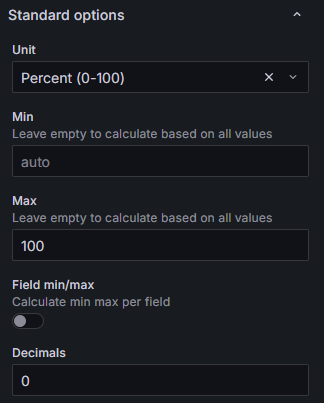 Standard options
Unit
Percent (0-100)
Min
Leave empty to calculate based on all values
auto
Max
Leave empty to calculate based on all values
100
Field min/max
Calculate min max per field
Decimals
0